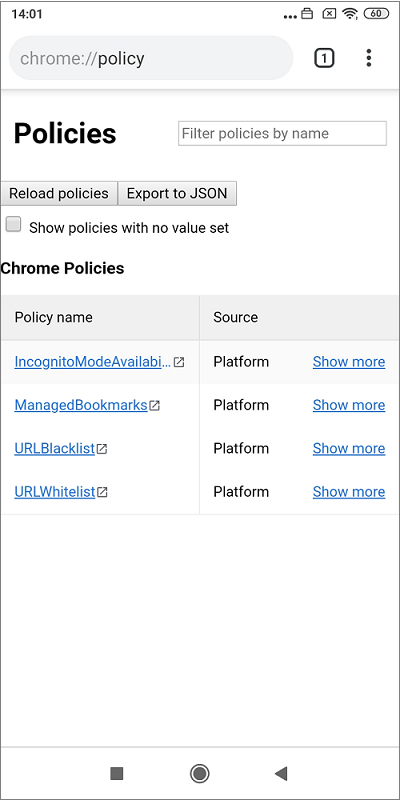 14:01 60
chrome://policy 1
Policies
Filter policies by name
Reload policies Export to JSON
Show policies with no value set
Chrome Policies
Policy name Source
IncognitoModeAvailabi... Platform Show more
ManagedBookmarks Platform Show more
URLBlacklist Platform Show more
URLWhitelist Platform Show more